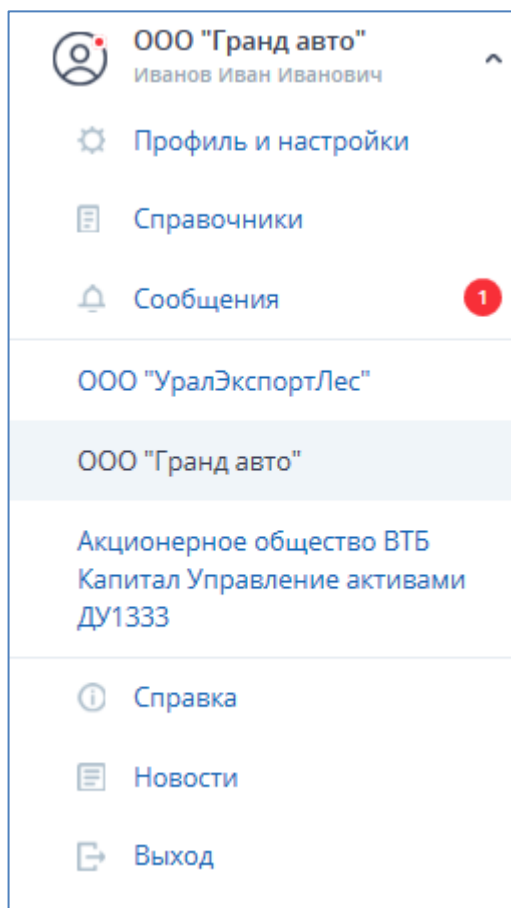 ООО "Гранд авто"
Иванов Иван Иванович
Профиль и настройки
Справочники
Сообщения 1
ООО "УралЭкспортЛес"
ООО "Гранд авто"
Акционерное общество ВТБ
Капитал Управление активами
ДУ1333
Справка
Новости
Выход